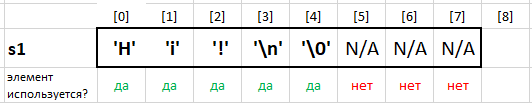 [0] [1] [2] [3] [4] [5] [6] [7] [8]
s1 'H' 'i' '!' '\n' '\0' N/A N/A N/A
элемент
используется? да да да да да нет нет нет